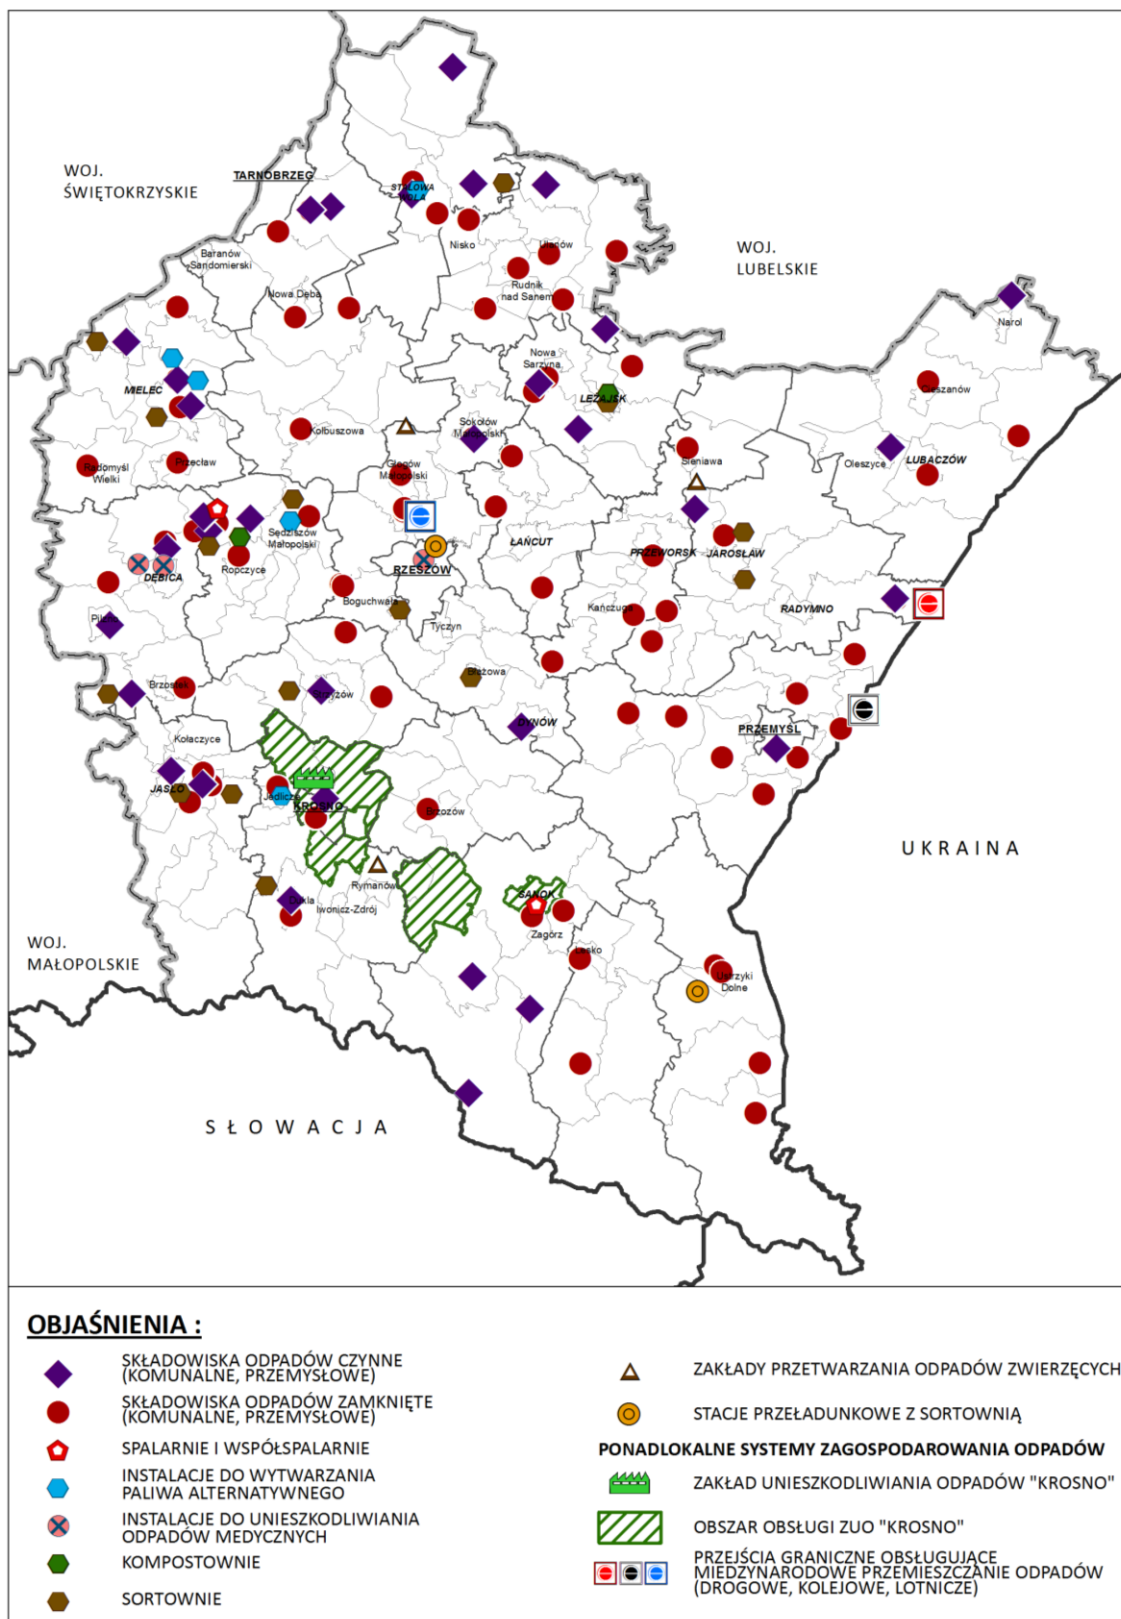 WOJ.
ŚWIĘTOKRZYSKIE
TARNOBRZEG
STALOWA
WOLA
Nisko
Ulanów
WOJ.
LUBELSKIE
Baranów
Sandomierski
Rudnik
nad Sanem
Nowa Dęba
Narol
Nowa
Sarzyna
MIELEC
LEŻAJSK
Cieszanów
Kolbuszowa
Sokołów
Małopolski
Oleszyce
LUBACZÓW
Radomyśl
Wielki
Przecław
Głogów
Małopolski
Sieniawa
Sędziszów
Małopolski
ŁAŃCUT
PRZEWORSK
JAROSŁAW
Ropczyce
RZESZÓW
DĘBICA
Boguchwała
Tyczyn
Kańczuga
RADYMNO
Pilzno
Błażowa
Brzostek
Strzyżów
DYNÓW
PRZEMYŚL
Kołaczyce
JASŁO
Jedlicze
KROSNO
Brzozów
UKRAINA
Rymanów
Dukla
Iwonicz-Zdrój
SANOK
Zagórz
Lesko
WOJ.
MAŁOPOLSKIE
Ustrzyki
Dolne
SŁOWACJA
OBJAŚNIENIA :
SKŁADOWISKA ODPADÓW CZYNNE
(KOMUNALNE, PRZEMYSŁOWE)
SKŁADOWISKA ODPADÓW ZAMKNIĘTE
(KOMUNALNE, PRZEMYSŁOWE)
SPALARNIE I WSPÓŁSPALARNIE
INSTALACJE DO WYTWARZANIA
PALIWA ALTERNATYWNEGO
INSTALACJE DO UNIESZKODLIWIANIA
ODPADÓW MEDYCZNYCH
KOMPOSTOWNIE
SORTOWNIE
ZAKŁADY PRZETWARZANIA ODPADÓW ZWIERZĘCYCH
STACJE PRZEŁADUNKOWE Z SORTOWNIĄ
PONADLOKALNE SYSTEMY ZAGOSPODAROWANIA ODPADÓW
ZAKŁAD UNIESZKODLIWIANIA ODPADÓW "KROSNO"
OBSZAR OBSŁUGI ZUO "KROSNO"
PRZEJŚCIA GRANICZNE OBSŁUGUJĄCE
MIĘDZYNARODOWE PRZEMIESZCZANIE ODPADÓW
(DROGOWE, KOLEJOWE, LOTNICZE)